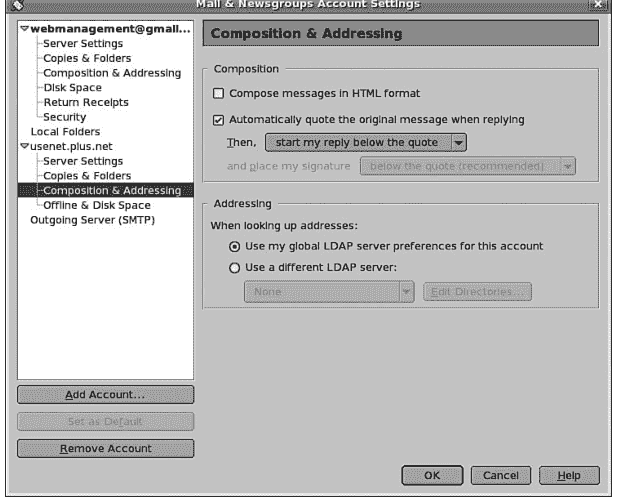 Mail & Newsgroups Account Settings
webmanagement@gmail...
Server Settings
Copies & Folders
Composition & Addressing
Disk Space
Return Receipts
Security
Local Folders
usenet.plus.net
Server Settings
Copies & Folders
Composition & Addressing
Offline & Disk Space
Outgoing Server (SMTP)
Add Account...
Set as Default
Remove Account
Composition & Addressing
Composition
Compose messages in HTML format
Automatically quote the original message when replying
Then, start my reply below the quote
and place my signature below the quote (recommended)
Addressing
When looking up addresses:
Use my global LDAP server preferences for this account
Use a different LDAP server:
None Edit Directories...
OK Cancel Help